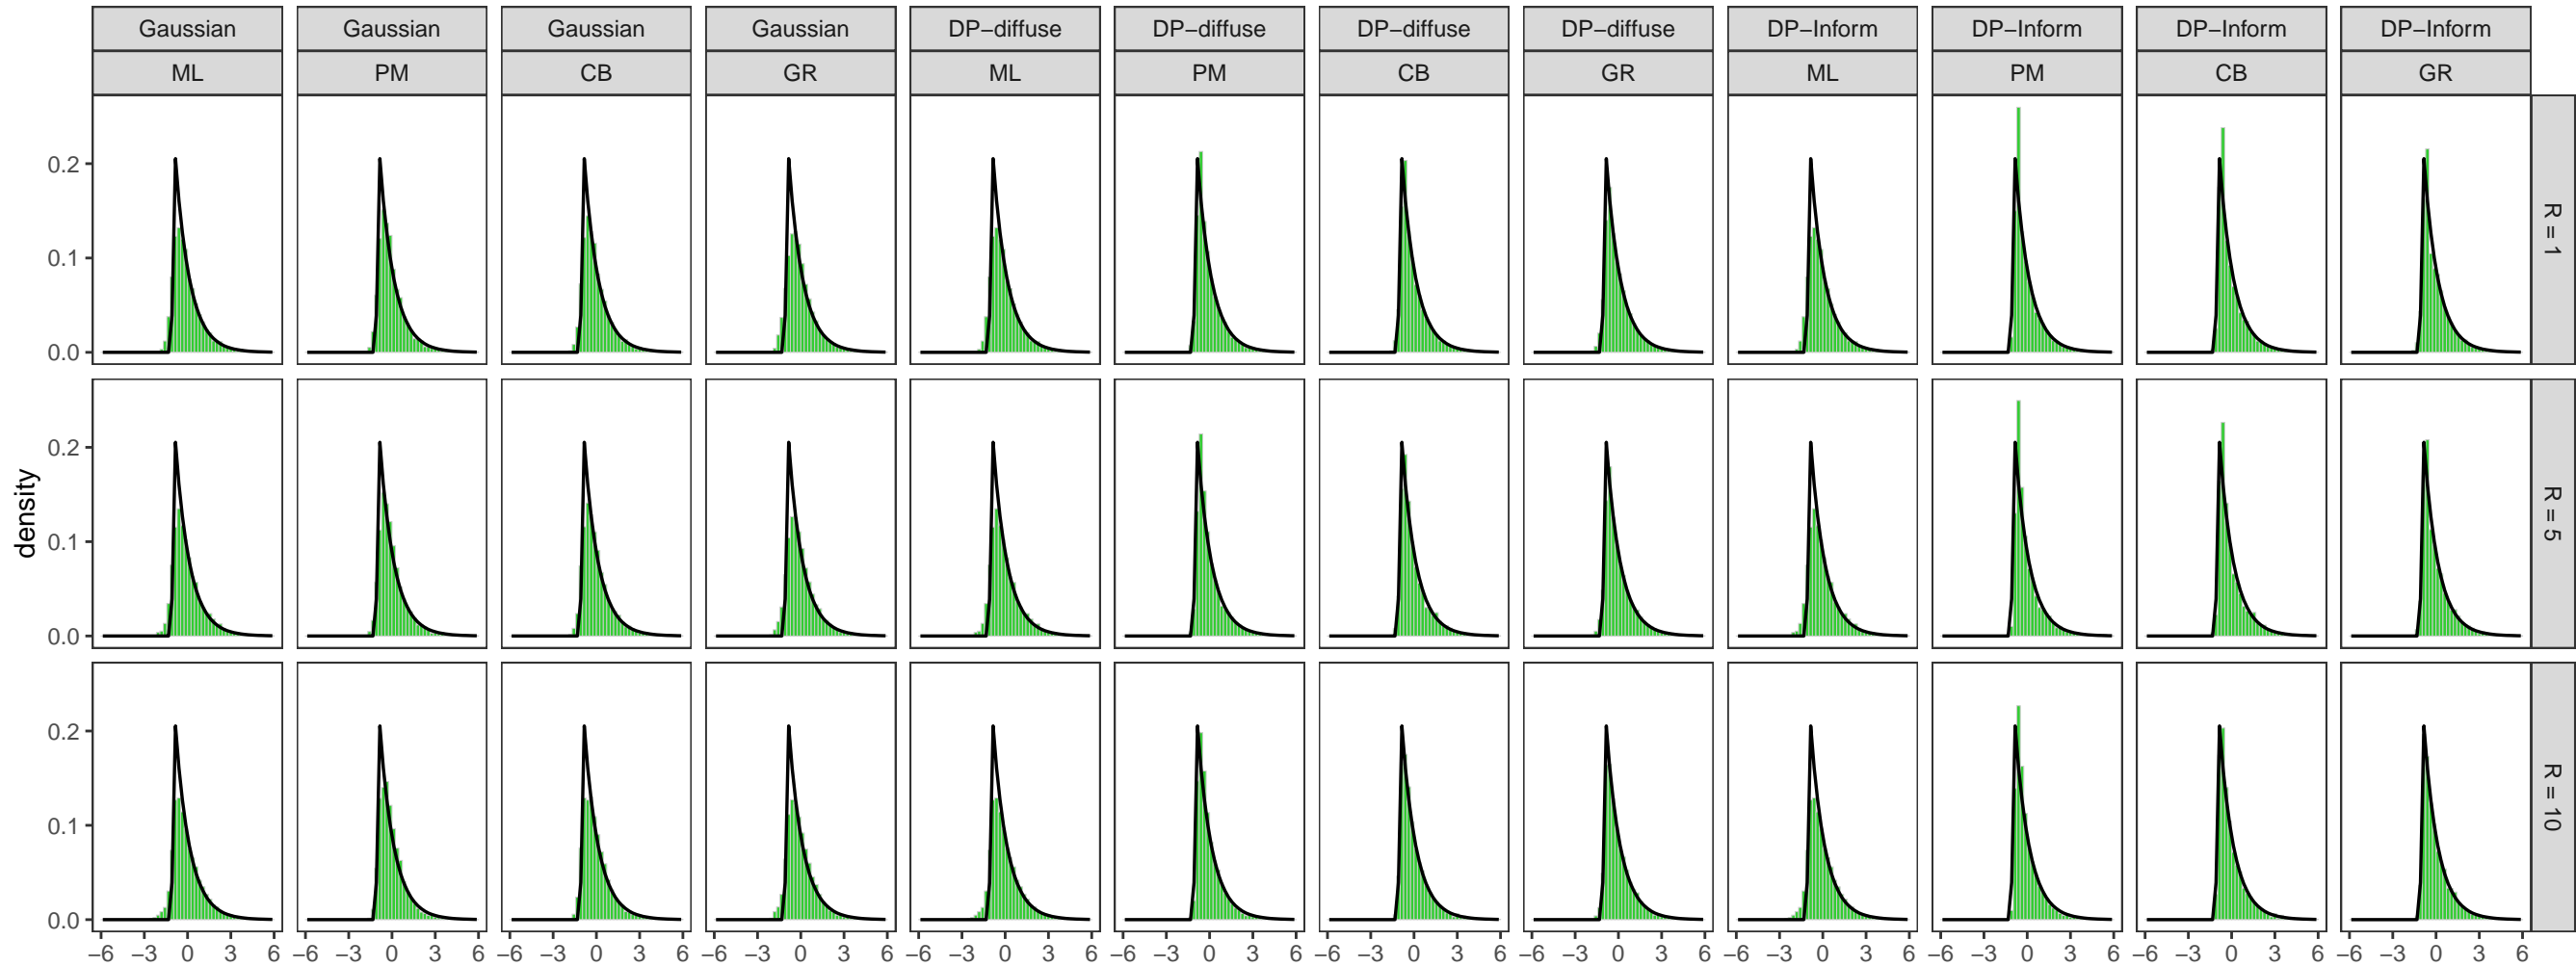 Gaussian Gaussian Gaussian Gaussian DP−diffuse DP−diffuse DP−diffuse DP−diffuse DP−Inform DP−Inform DP−Inform DP−Inform
ML PM CB GR ML PM CB GR ML PM CB GR
0.2
0.1
0.0
R = 1
density
0.2
0.1
0.0
R = 5
0.2
0.1
0.0
R = 10
−6 −3 0 3 6 −6 −3 0 3 6 −6 −3 0 3 6 −6 −3 0 3 6 −6 −3 0 3 6 −6 −3 0 3 6 −6 −3 0 3 6 −6 −3 0 3 6 −6 −3 0 3 6 −6 −3 0 3 6 −6 −3 0 3 6 −6 −3 0 3 6